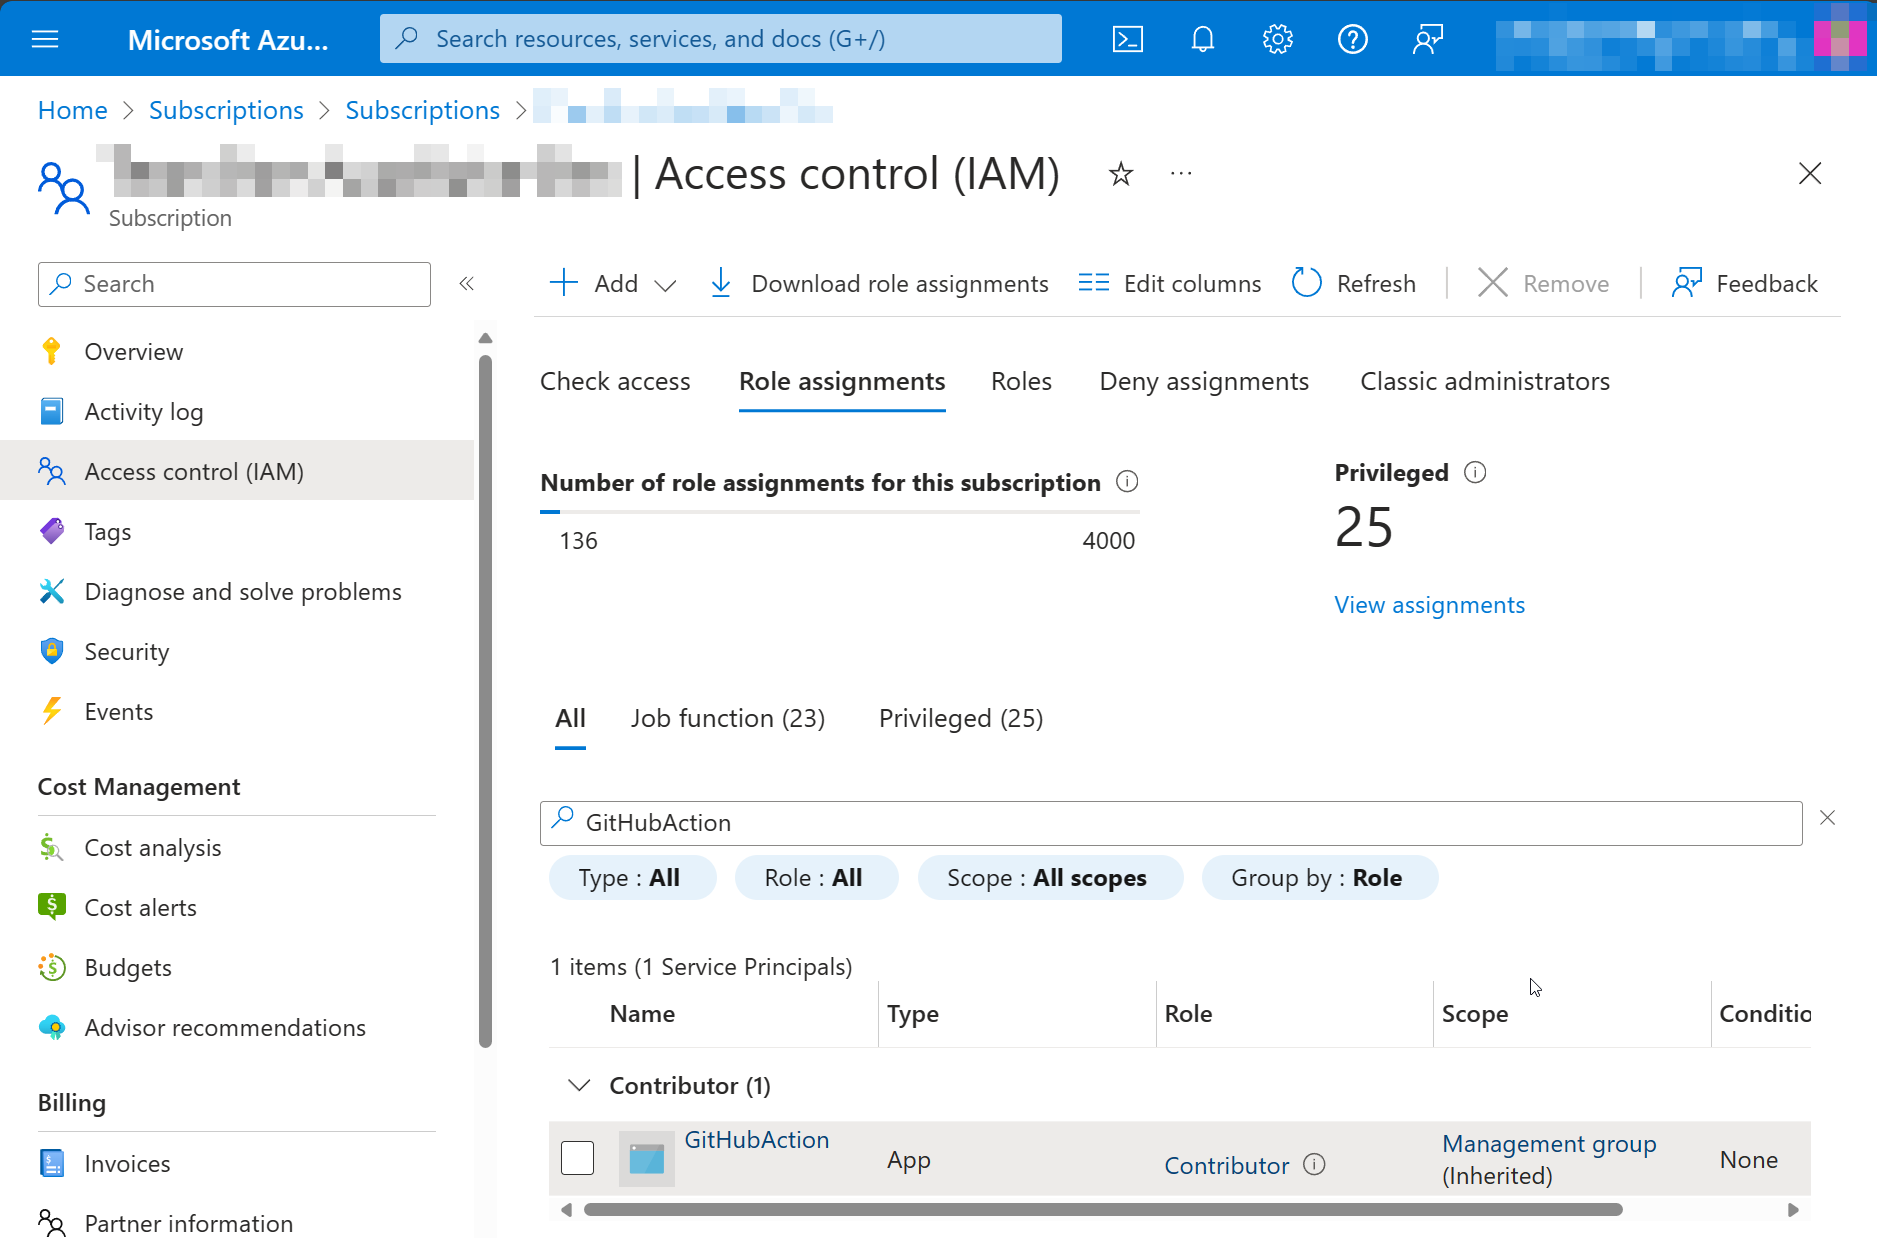 Microsoft Azu...
Search resources, services, and docs (G+/)
Home > Subscriptions > Subscriptions >
| Access control (IAM)
Subscription
Search
Overview
Activity log
Access control (IAM)
Tags
Diagnose and solve problems
Security
Events
Cost Management
Cost analysis
Cost alerts
Budgets
Advisor recommendations
Billing
Invoices
Partner information
Add
Download role assignments
Edit columns
Refresh
Remove
Feedback
Check access
Role assignments
Roles
Deny assignments
Classic administrators
Number of role assignments for this subscription
136
4000
Privileged
25
View assignments
All
Job function (23)
Privileged (25)
GitHubAction
Type : All
Role : All
Scope : All scopes
Group by : Role
1 items (1 Service Principals)
Name
Type
Role
Scope
Conditio
Contributor (1)
GitHubAction
App
Contributor
Management group
(Inherited)
None